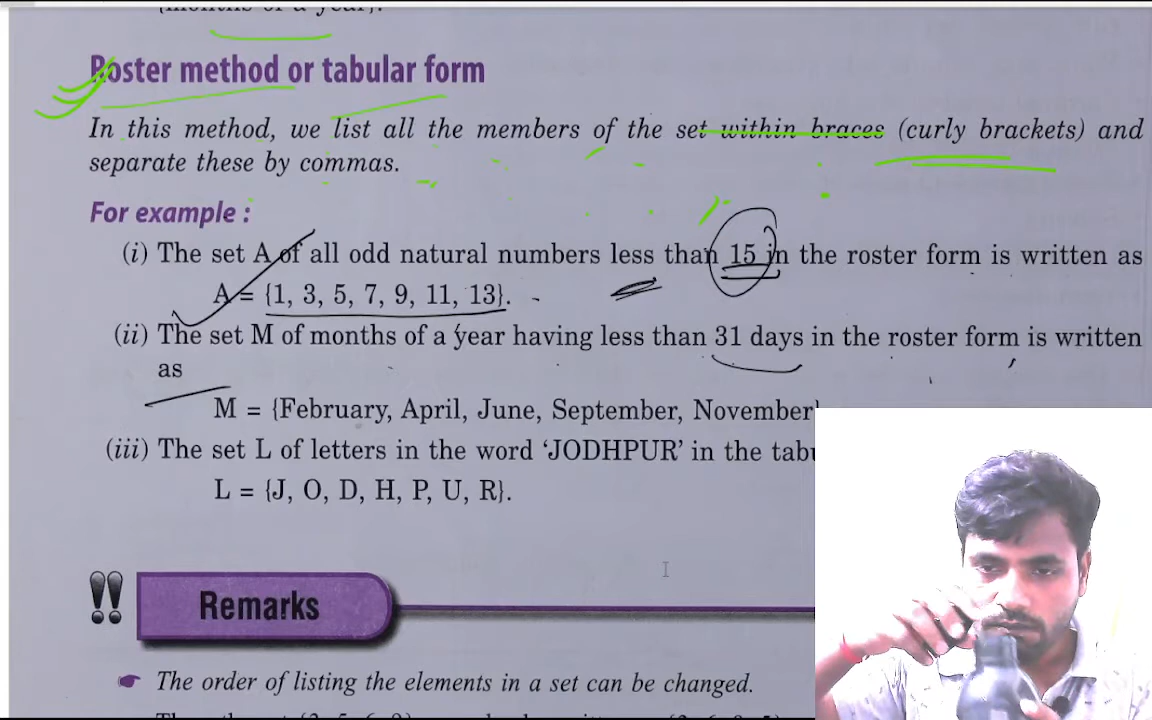 Roster method or tabular form
In this method, we list all the members of the set within braces (curly brackets) and
separate these by commas.
For example :
(i) The set A of all odd natural numbers less than 15 in the roster form is written as
A = {1, 3, 5, 7, 9, 11, 13}.
(ii) The set M of months of a year having less than 31 days in the roster form is written
as
M = {February, April, June, September, November}
(iii) The set L of letters in the word ‘JODHPUR’ in the
L = {J, O, D, H, P, U, R}.
!! Remarks
The order of listing the elements in a set can be changed.